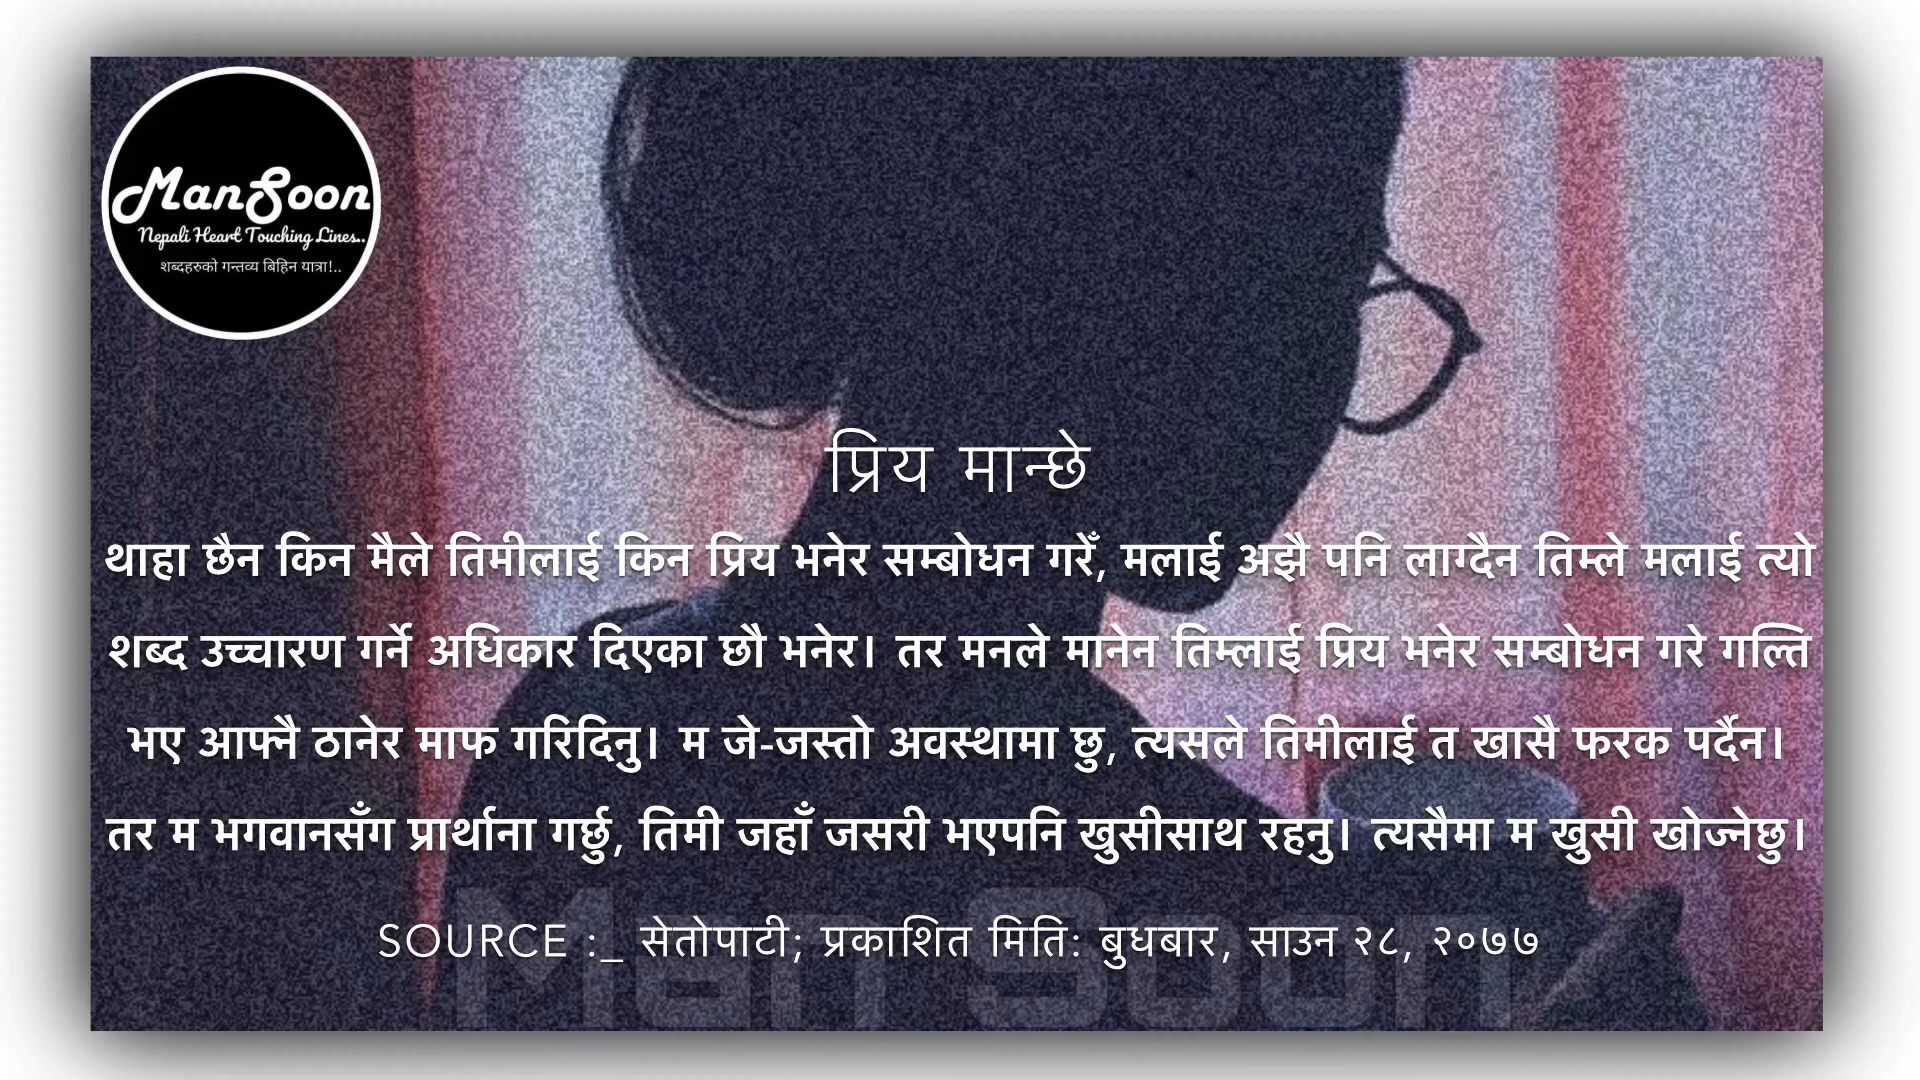 ManSoon
Nepali Heart Touching Lines..
शब्दहरुको गन्तव्य बिहिन यात्रा!..
प्रिय मान्छे
थाहा छैन किन मैले तिमीलाई किन प्रिय भनेर सम्बोधन गरेँ, मलाई अझै पनि लाग्दैन तिम्ले मलाई त्यो
शब्द उच्चारण गर्ने अधिकार दिएका छौ भनेर। तर मनले मानेन तिम्लाई प्रिय भनेर सम्बोधन गरे गल्ति
भए आफ्नै ठानेर माफ गरिदिनु। म जे-जस्तो अवस्थामा छु, त्यसले तिमीलाई त खासै फरक पर्दैन।
तर म भगवानसँग प्रार्थाना गर्छु, तिमी जहाँ जसरी भएपनि खुसीसाथ रहनु। त्यसैमा म खुसी खोज्नेछु।
SOURCE :_ सेतोपाटी; प्रकाशित मिति: बुधबार, साउन २८, २०७७
Man Soon